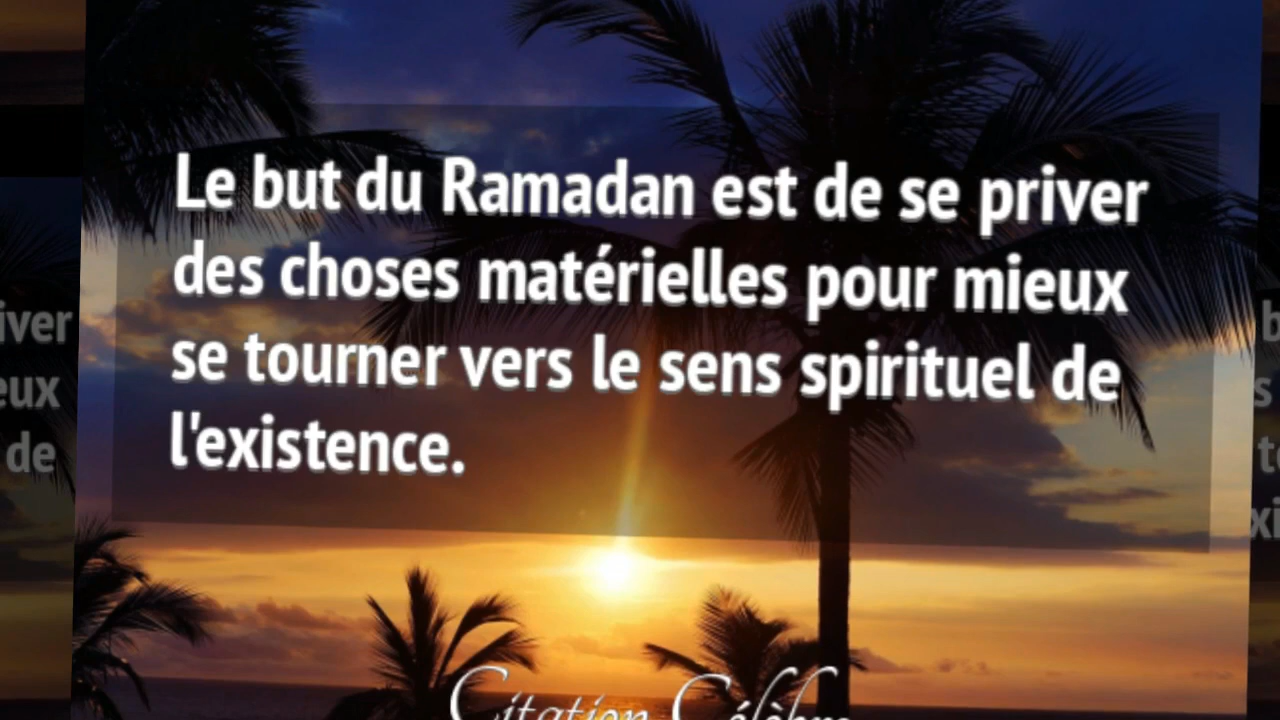 Le but du Ramadan est de se priver
des choses matérielles pour mieux
se tourner vers le sens spirituel de
l'existence.
Citation Célèbre